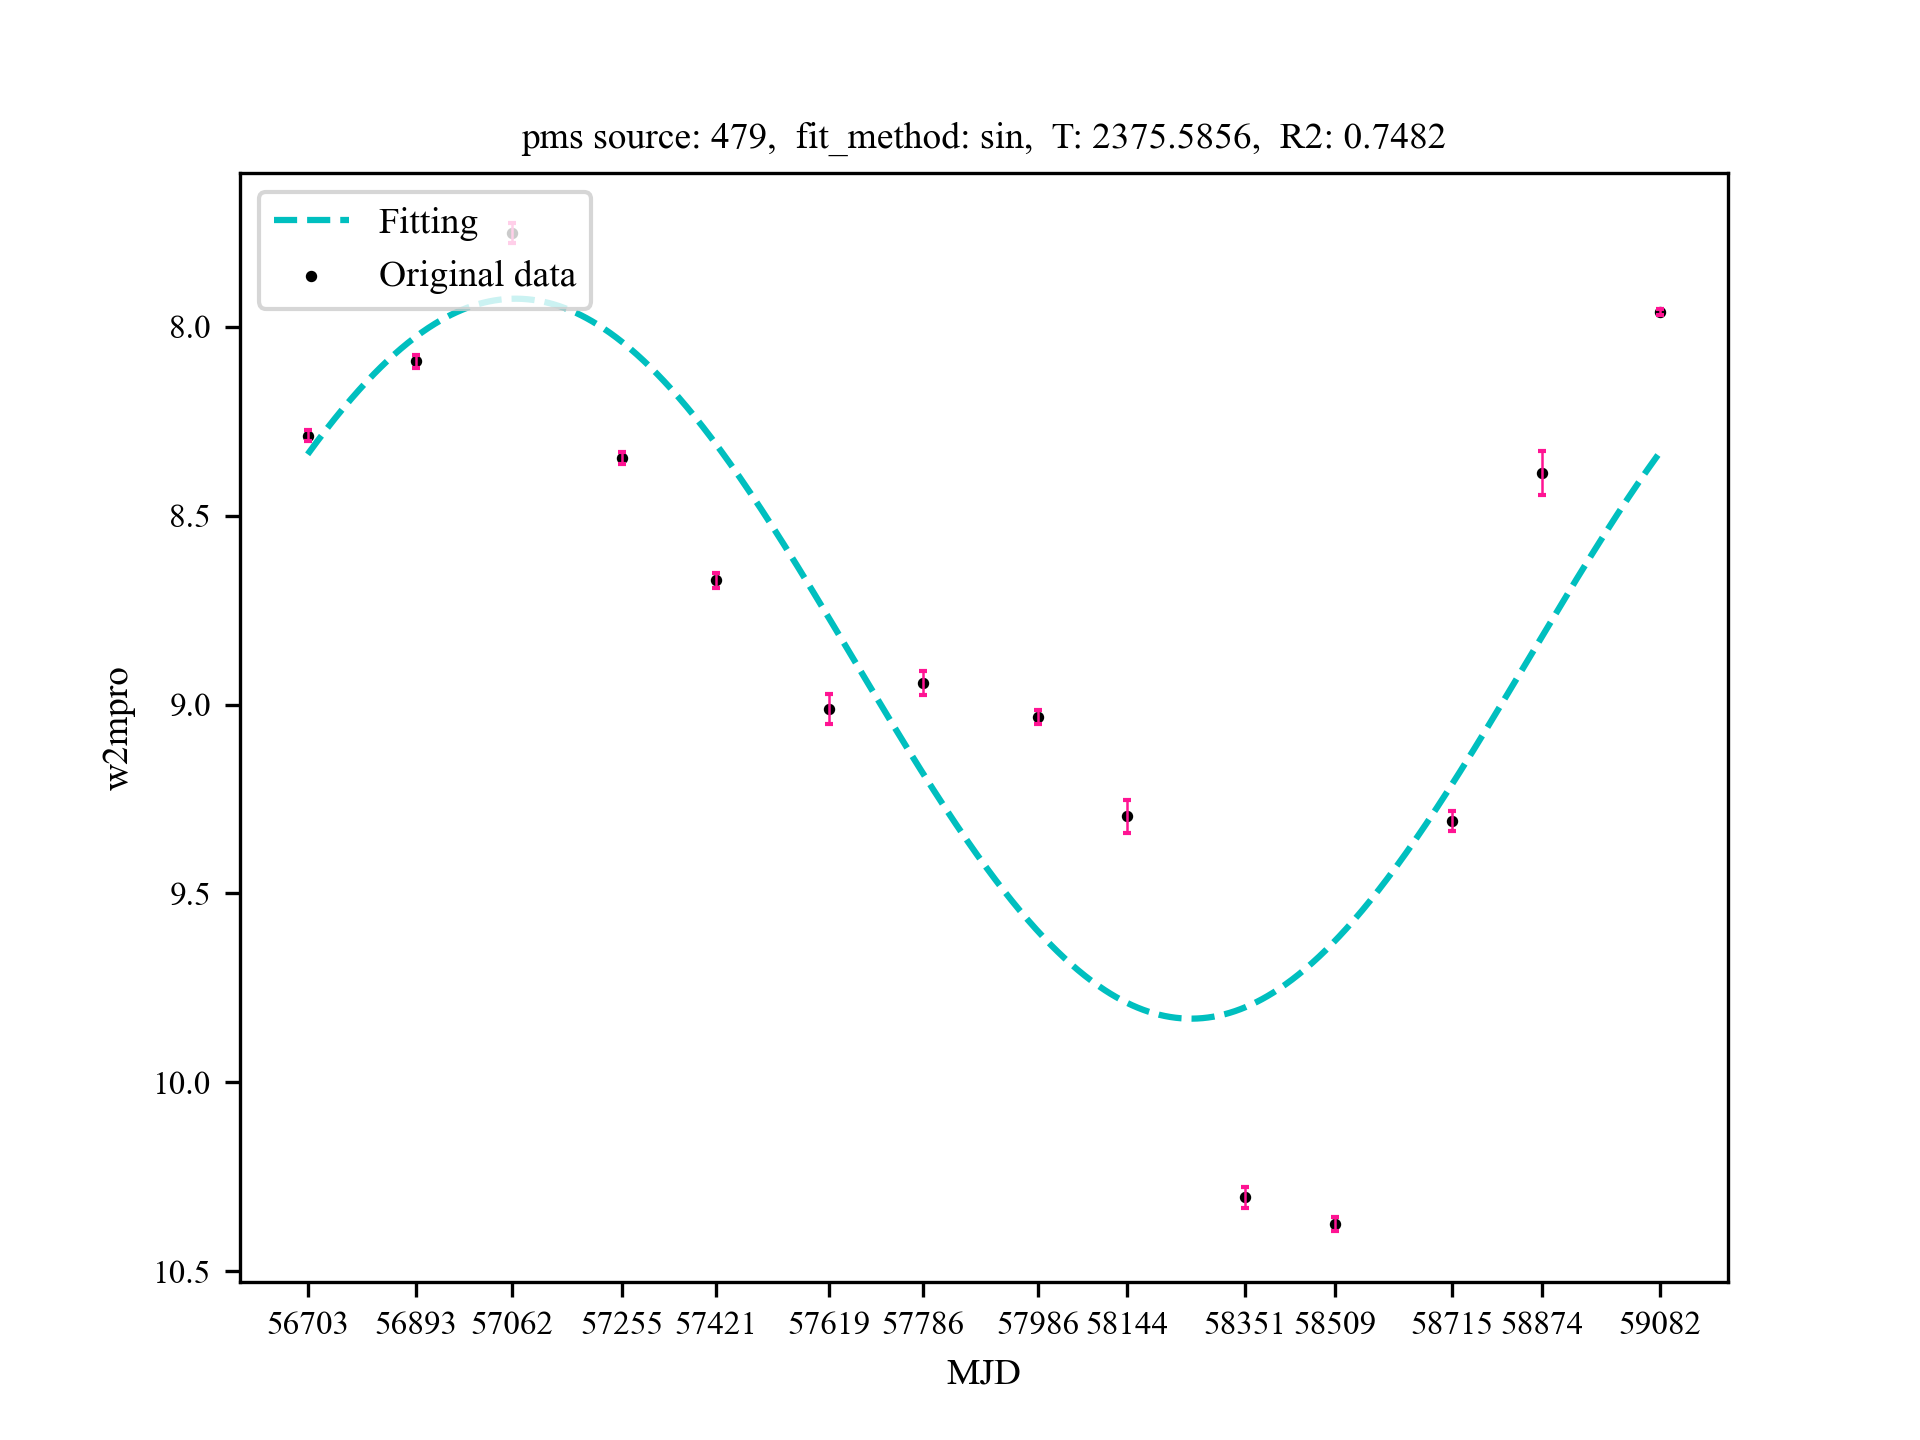 pms source: 479,  fit_method: sin,  T: 2375.5856,  R2: 0.7482
Fitting
Original data
8.0
8.5
9.0
9.5
10.0
10.5
w2mpro
56703 56893 57062 57255 57421 57619 57786 57986 58144 58351 58509 58715 58874 59082
MJD